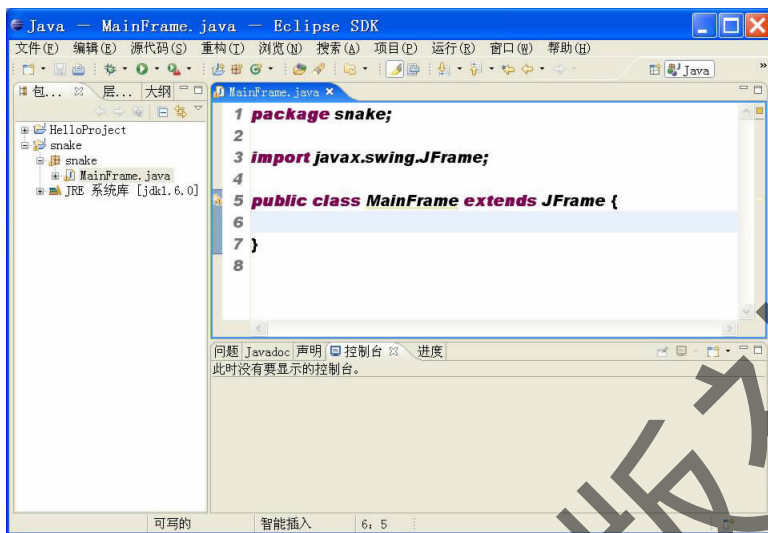 Java — MainFrame.java — Eclipse SDK
文件(F) 编辑(E) 源代码(S) 重构(T) 浏览(N) 搜索(A) 项目(P) 运行(R) 窗口(W) 帮助(H)
Java »
包... 层... 大纲
MainFrame.java
HelloProject
snake
snake
MainFrame.java
JRE 系统库 [jdk1.6.0]
1 package snake;
2
3 import javax.swing.JFrame;
4
5 public class MainFrame extends JFrame {
6
7 }
8
问题 Javadoc 声明 控制台 进度
此时没有要显示的控制台。
可写的 智能插入 6: 5
版